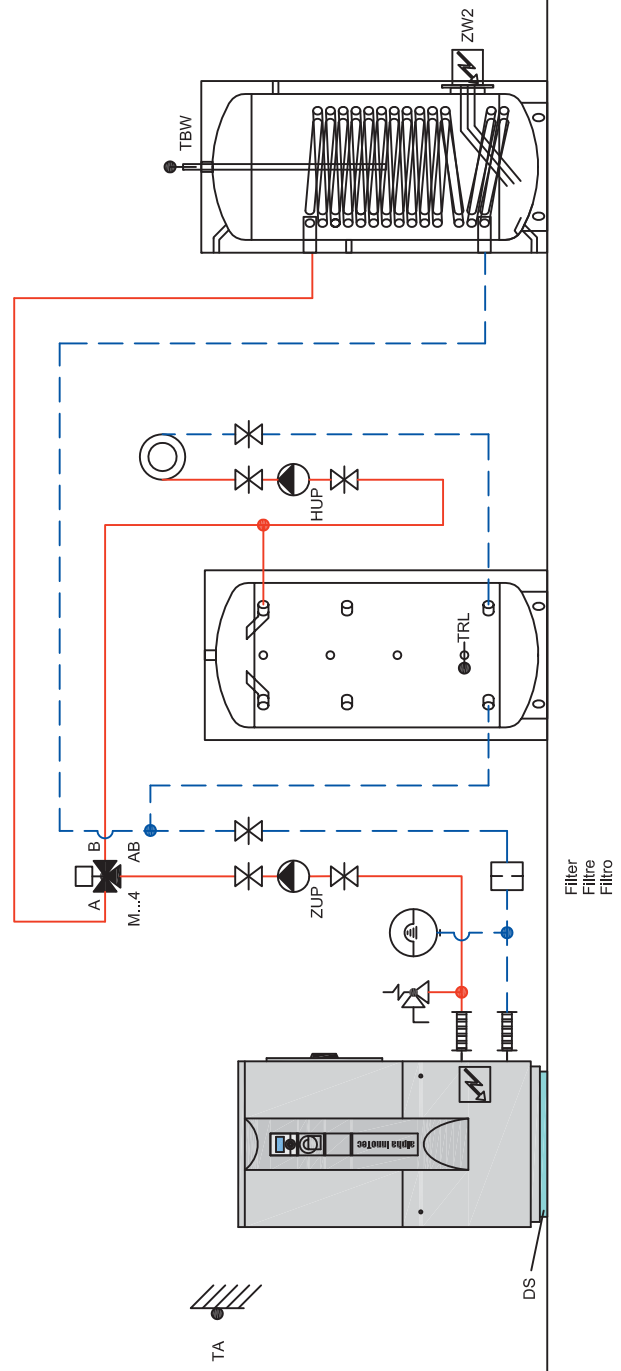 TA
DS
alpha InnoTec
M...4
A
B
AB
ZUP
Filter
Filtre
Filtro
TRL
HUP
TBW
ZW2